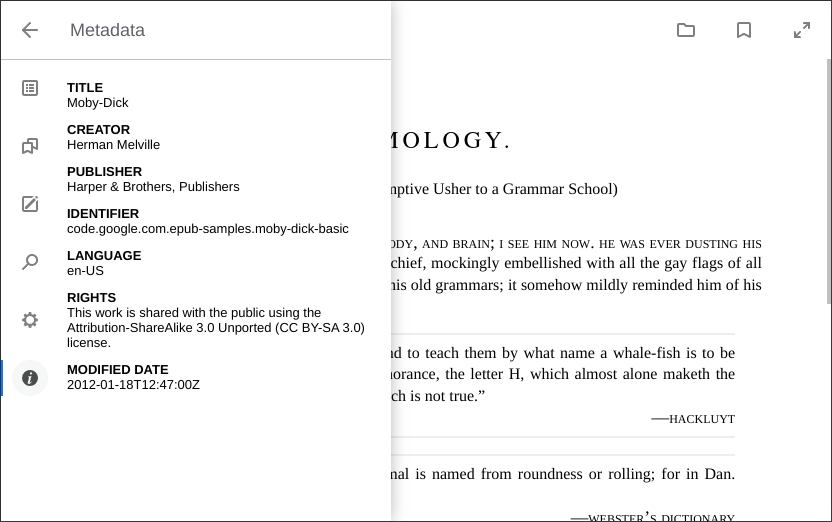 Metadata
TITLE
Moby-Dick
CREATOR
Herman Melville
PUBLISHER
Harper & Brothers, Publishers
IDENTIFIER
code.google.com.epub-samples.moby-dick-basic
LANGUAGE
en-US
RIGHTS
This work is shared with the public using the
Attribution-ShareAlike 3.0 Unported (CC BY-SA 3.0)
license.
MODIFIED DATE
2012-01-18T12:47:00Z
MOLOGY.
mptive Usher to a Grammar School)
ODY, AND BRAIN; I SEE HIM NOW. HE WAS EVER DUSTING HIS
chief, mockingly embellished with all the gay flags of all
his old grammars; it somehow mildly reminded him of his
nd to teach them by what name a whale-fish is to be
norance, the letter H, which almost alone maketh the
ch is not true.”
—HACKLUYT
mal is named from roundness or rolling; for in Dan.
—WEBSTER’S DICTIONARY